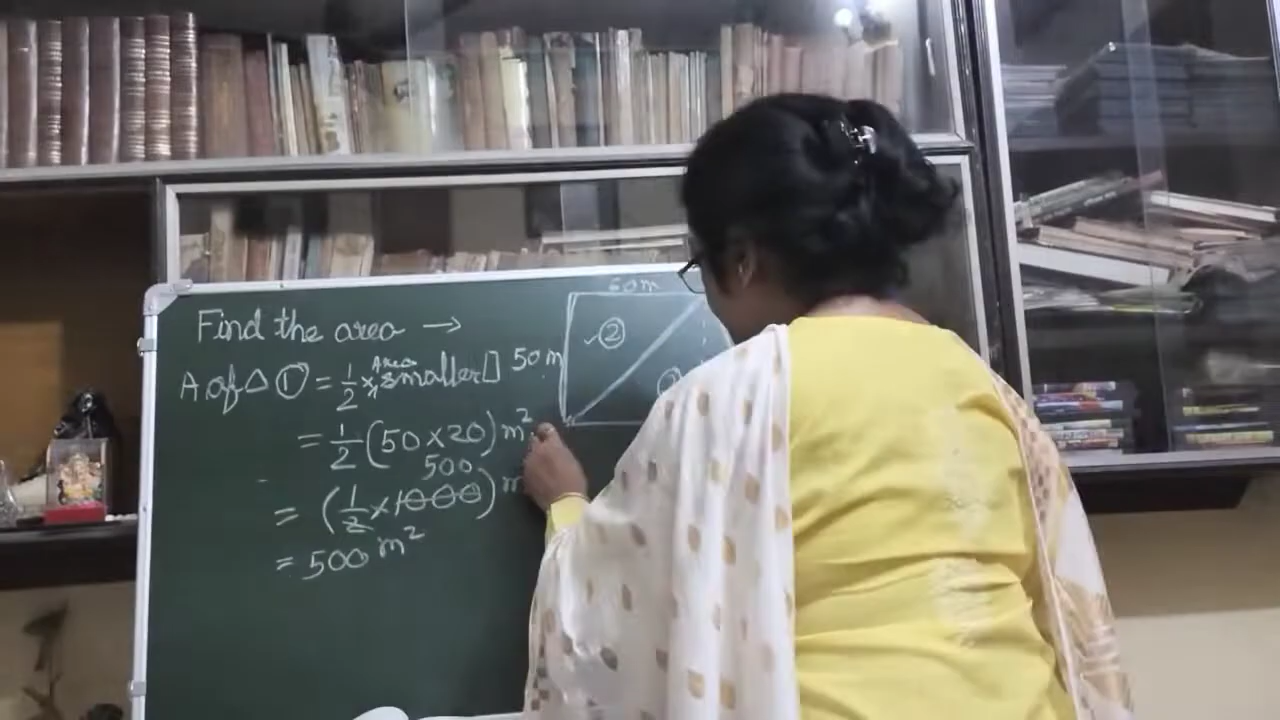 Find the area →
A of △ ① = 1/2 × Area smaller ▯
= 1/2 (50 × 20) m²
500
= (1/2 × 1000) m
= 500 m²
60 m
50 m
✓②